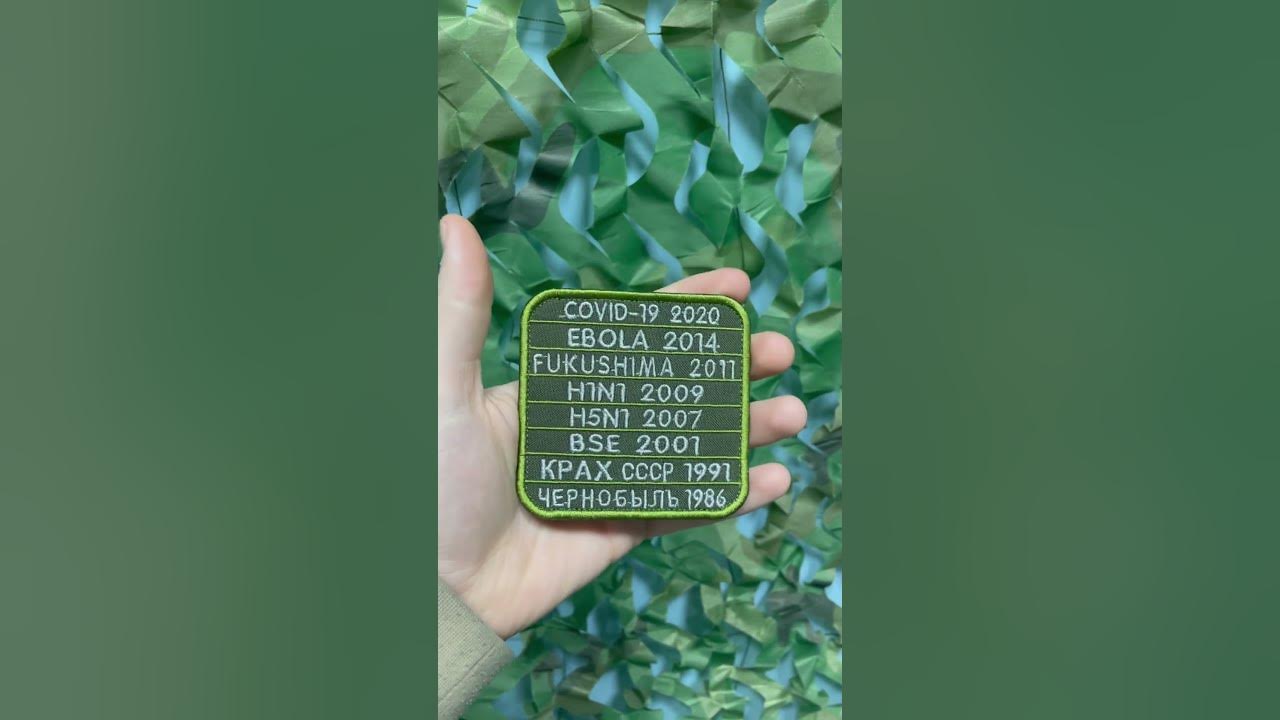 COVID-19 2020
EBOLA 2014
FUKUSHIMA 2011
H1N1 2009
H5N1 2007
BSE 2001
КРАХ СССР 1991
ЧЕРНОБЫЛЬ 1986